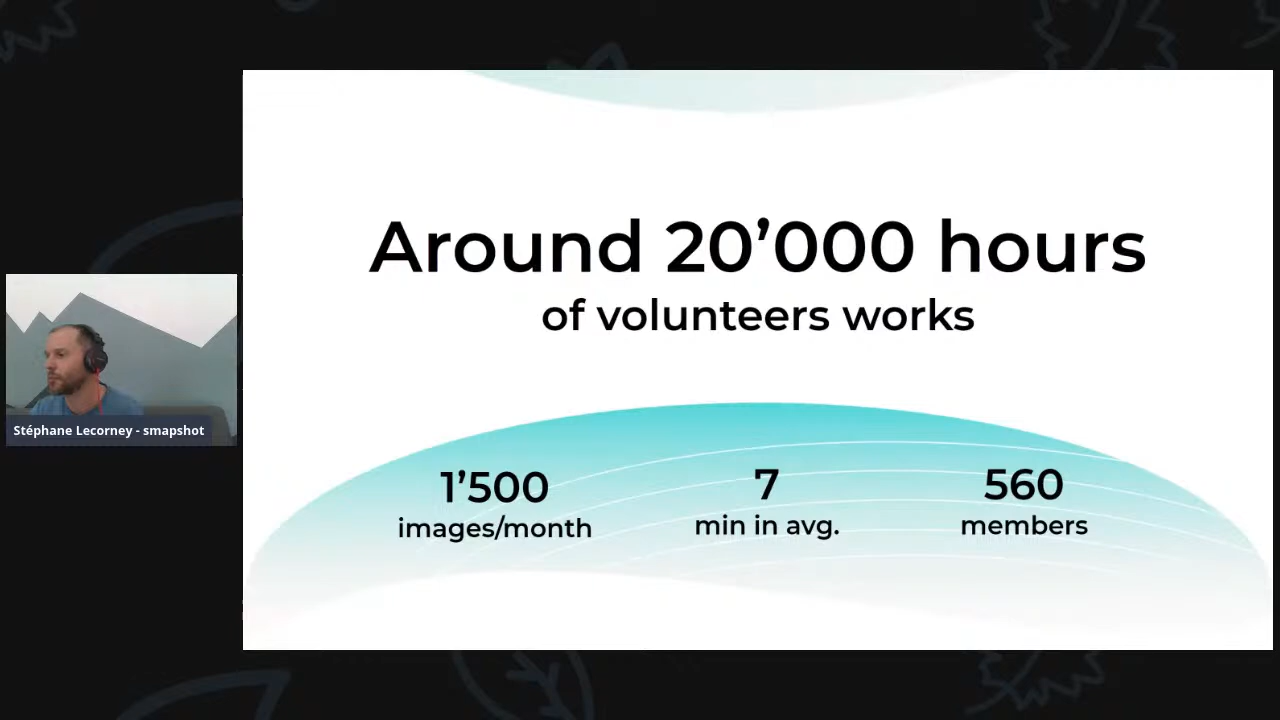 Around 20’000 hours
of volunteers works
1’500
images/month
7
min in avg.
560
members
Stéphane Lecorney - smapshot